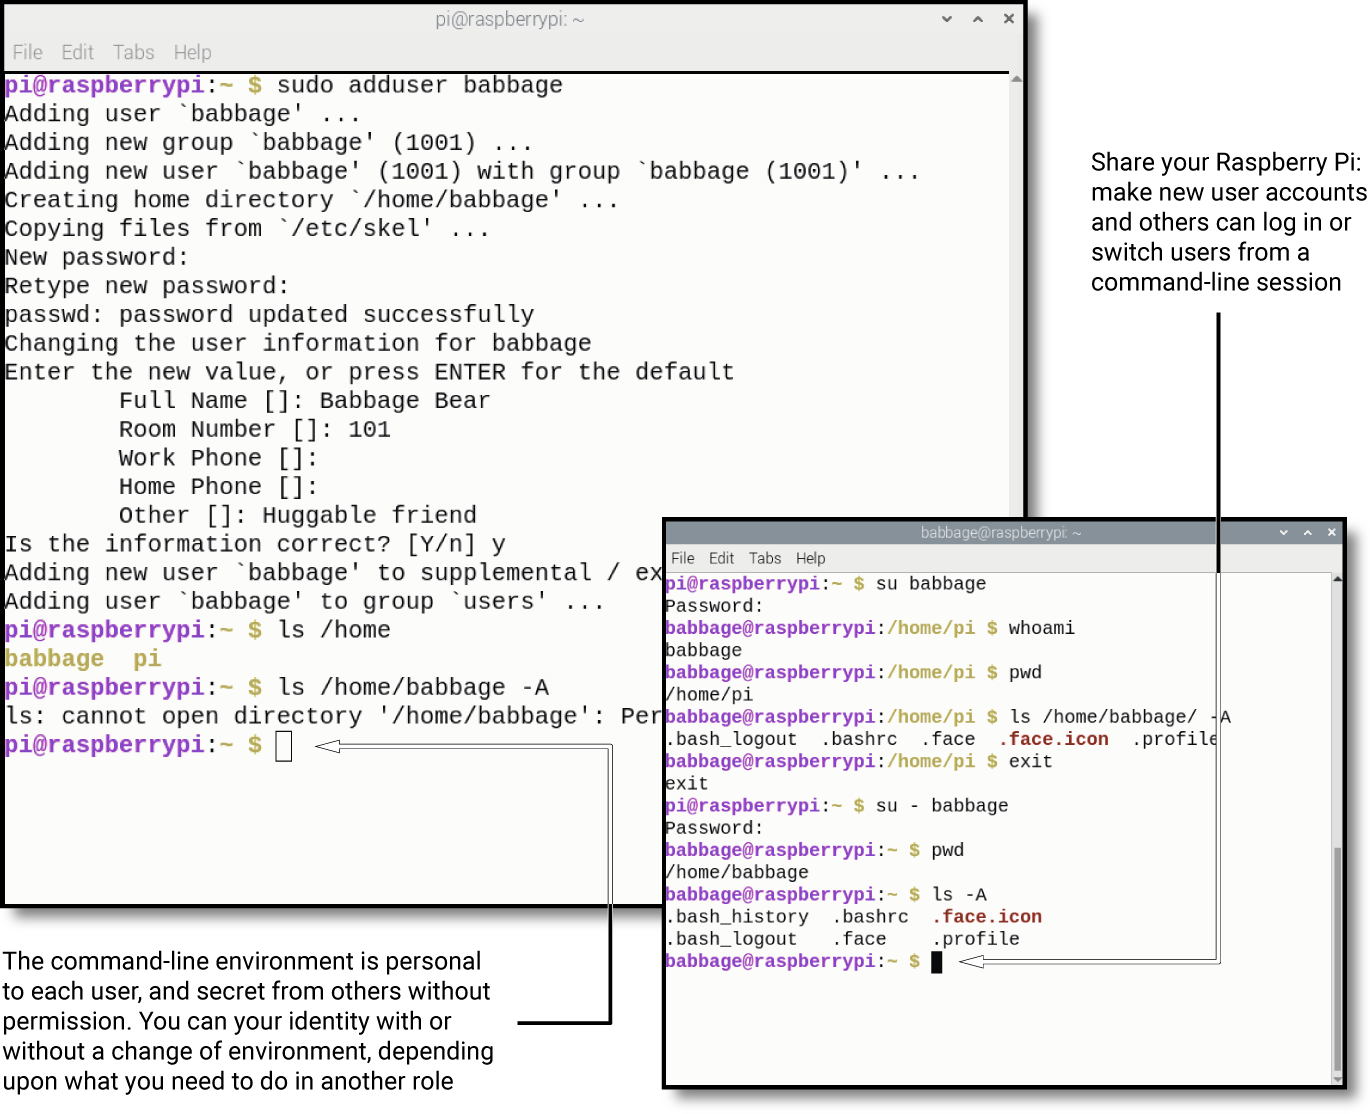 pi@raspberrypi: ~
File Edit Tabs Help
pi@raspberrypi:~ $ sudo adduser babbage
Adding user `babbage' ...
Adding new group `babbage' (1001) ...
Adding new user `babbage' (1001) with group `babbage (1001)' ...
Creating home directory `/home/babbage' ...
Copying files from `/etc/skel' ...
New password:
Retype new password:
passwd: password updated successfully
Changing the user information for babbage
Enter the new value, or press ENTER for the default
        Full Name []: Babbage Bear
        Room Number []: 101
        Work Phone []:
        Home Phone []:
        Other []: Huggable friend
Is the information correct? [Y/n] y
Adding new user `babbage' to supplemental / ex
Adding user `babbage' to group `users' ...
pi@raspberrypi:~ $ ls /home
babbage  pi
pi@raspberrypi:~ $ ls /home/babbage -A
ls: cannot open directory '/home/babbage': Per
pi@raspberrypi:~ $
Share your Raspberry Pi:
make new user accounts
and others can log in or
switch users from a
command-line session
babbage@raspberrypi: ~
File Edit Tabs Help
pi@raspberrypi:~ $ su babbage
Password:
babbage@raspberrypi:/home/pi $ whoami
babbage
babbage@raspberrypi:/home/pi $ pwd
/home/pi
babbage@raspberrypi:/home/pi $ ls /home/babbage/ -A
.bash_logout  .bashrc  .face  .face.icon  .profile
babbage@raspberrypi:/home/pi $ exit
exit
pi@raspberrypi:~ $ su - babbage
Password:
babbage@raspberrypi:~ $ pwd
/home/babbage
babbage@raspberrypi:~ $ ls -A
.bash_history  .bashrc  .face.icon
.bash_logout   .face    .profile
babbage@raspberrypi:~ $
The command-line environment is personal
to each user, and secret from others without
permission. You can your identity with or
without a change of environment, depending
upon what you need to do in another role